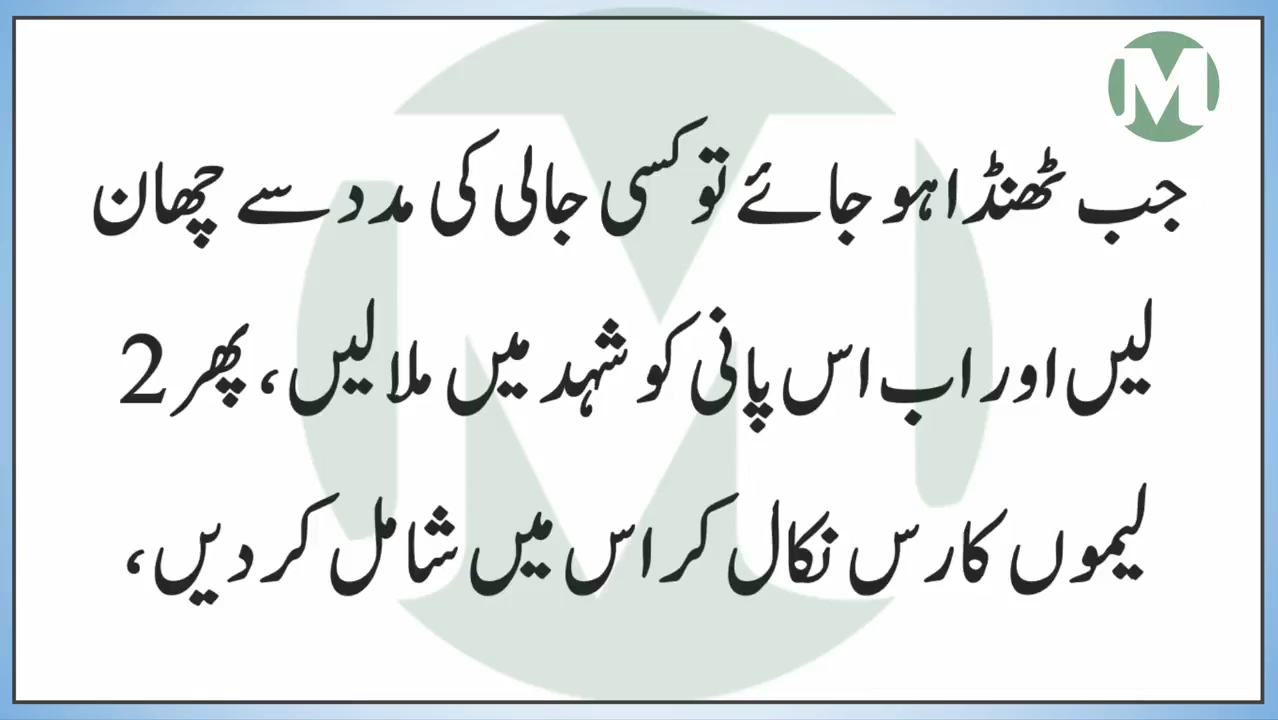 M
جب ٹھنڈا ہو جائے تو کسی جالی کی مدد سے چھان
لیں اور اب اس پانی کو شہد میں ملا لیں، پھر 2
لیموں کا رس نکال کر اس میں شامل کر دیں،